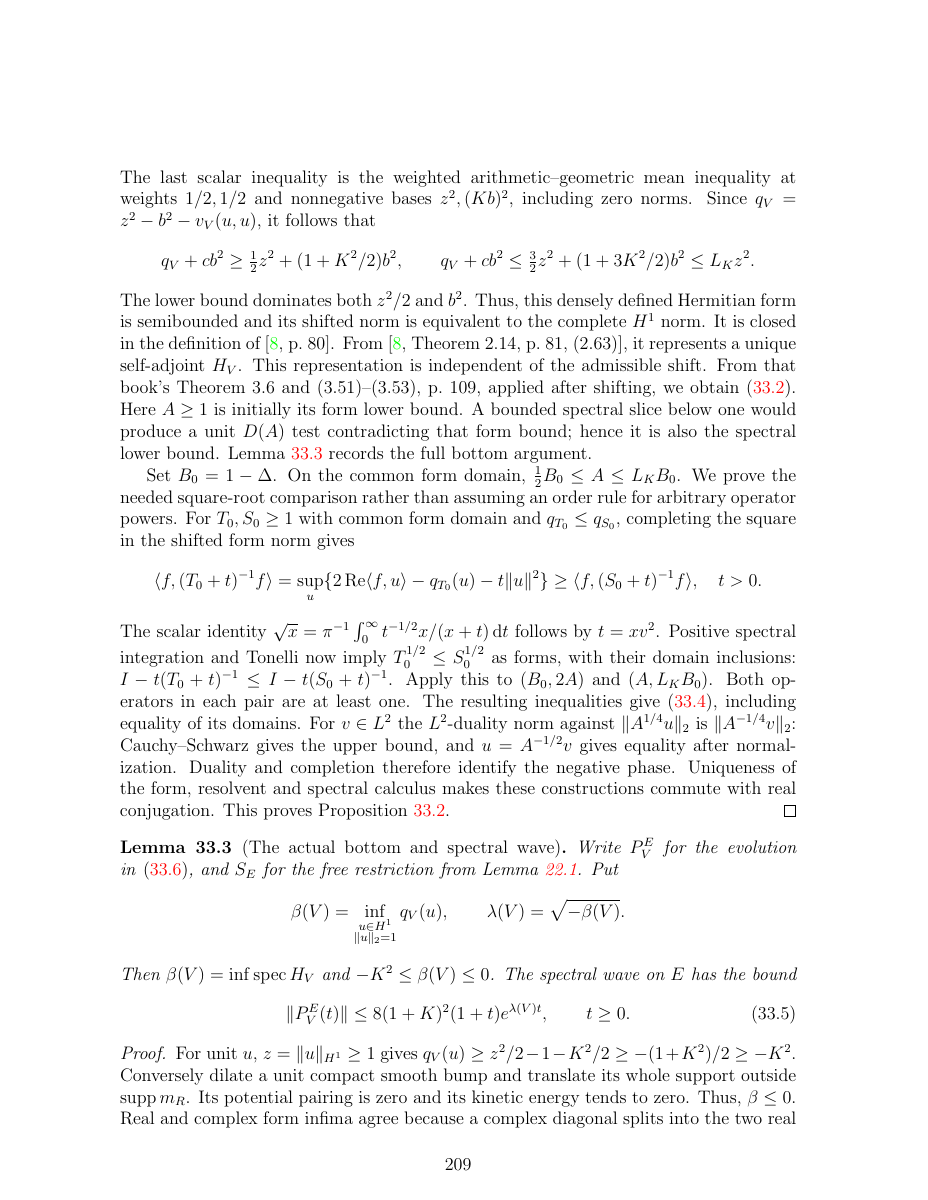 The last scalar inequality is the weighted arithmetic–geometric mean inequality at
weights 1/2, 1/2 and nonnegative bases z², (Kb)², including zero norms. Since q_V =
z² − b² − v_V(u, u), it follows that
q_V + cb² ≥ ½z² + (1 + K²/2)b², q_V + cb² ≤ 3/2 z² + (1 + 3K²/2)b² ≤ L_K z².
The lower bound dominates both z²/2 and b². Thus, this densely defined Hermitian form
is semibounded and its shifted norm is equivalent to the complete H¹ norm. It is closed
in the definition of [8, p. 80]. From [8, Theorem 2.14, p. 81, (2.63)], it represents a unique
self-adjoint H_V. This representation is independent of the admissible shift. From that
book's Theorem 3.6 and (3.51)–(3.53), p. 109, applied after shifting, we obtain (33.2).
Here A ≥ 1 is initially its form lower bound. A bounded spectral slice below one would
produce a unit D(A) test contradicting that form bound; hence it is also the spectral
lower bound. Lemma 33.3 records the full bottom argument.
Set B₀ = 1 − Δ. On the common form domain, ½B₀ ≤ A ≤ L_K B₀. We prove the
needed square-root comparison rather than assuming an order rule for arbitrary operator
powers. For T₀, S₀ ≥ 1 with common form domain and q_{T₀} ≤ q_{S₀}, completing the square
in the shifted form norm gives
⟨f, (T₀ + t)⁻¹f⟩ = sup_u{2 Re⟨f, u⟩ − q_{T₀}(u) − t‖u‖²} ≥ ⟨f, (S₀ + t)⁻¹f⟩, t > 0.
The scalar identity √x = π⁻¹ ∫₀^∞ t^{−1/2}x/(x + t) dt follows by t = xv². Positive spectral
integration and Tonelli now imply T₀^{1/2} ≤ S₀^{1/2} as forms, with their domain inclusions:
I − t(T₀ + t)⁻¹ ≤ I − t(S₀ + t)⁻¹. Apply this to (B₀, 2A) and (A, L_K B₀). Both op-
erators in each pair are at least one. The resulting inequalities give (33.4), including
equality of its domains. For v ∈ L² the L²-duality norm against ‖A^{1/4}u‖₂ is ‖A^{−1/4}v‖₂:
Cauchy–Schwarz gives the upper bound, and u = A^{−1/2}v gives equality after normal-
ization. Duality and completion therefore identify the negative phase. Uniqueness of
the form, resolvent and spectral calculus makes these constructions commute with real
conjugation. This proves Proposition 33.2. □
Lemma 33.3 (The actual bottom and spectral wave). Write P_V^E for the evolution
in (33.6), and S_E for the free restriction from Lemma 22.1. Put
β(V) = inf_{u∈H¹, ‖u‖₂=1} q_V(u), λ(V) = √(−β(V)).
Then β(V) = inf spec H_V and −K² ≤ β(V) ≤ 0. The spectral wave on E has the bound
‖P_V^E(t)‖ ≤ 8(1 + K)²(1 + t)e^{λ(V)t}, t ≥ 0. (33.5)
Proof. For unit u, z = ‖u‖_{H¹} ≥ 1 gives q_V(u) ≥ z²/2−1−K²/2 ≥ −(1+K²)/2 ≥ −K².
Conversely dilate a unit compact smooth bump and translate its whole support outside
supp m_R. Its potential pairing is zero and its kinetic energy tends to zero. Thus, β ≤ 0.
Real and complex form infima agree because a complex diagonal splits into the two real
209